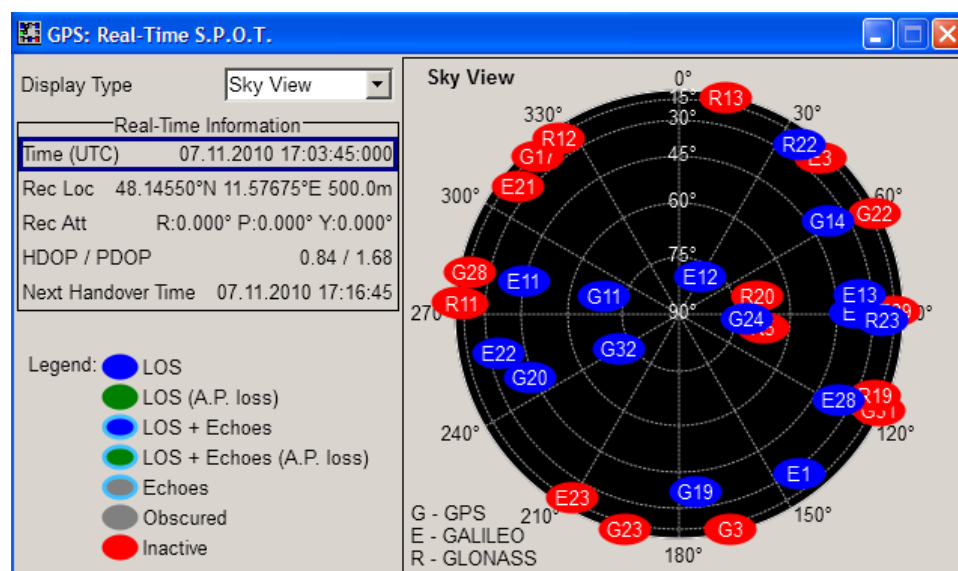 GPS: Real-Time S.P.O.T.
Display Type Sky View
Real-Time Information
Time (UTC) 07.11.2010 17:03:45:000
Rec Loc 48.14550°N 11.57675°E 500.0m
Rec Att R:0.000° P:0.000° Y:0.000°
HDOP / PDOP 0.84 / 1.68
Next Handover Time 07.11.2010 17:16:45
Legend: LOS
LOS (A.P. loss)
LOS + Echoes
LOS + Echoes (A.P. loss)
Echoes
Obscured
Inactive
Sky View
0°
15°
R13
330° 30° 30°
R12 R22
G17 45° E3
E21
300° 60° 60°
G14 G22
75°
G28 E11 E12
G11 R20 E13
R11
270 90° G24 E R23
E22 G32
G20
E28 R19
240° 120°
E1
G19
E23
G - GPS 210° 150°
G23 G3
E - GALILEO
R - GLONASS 180°